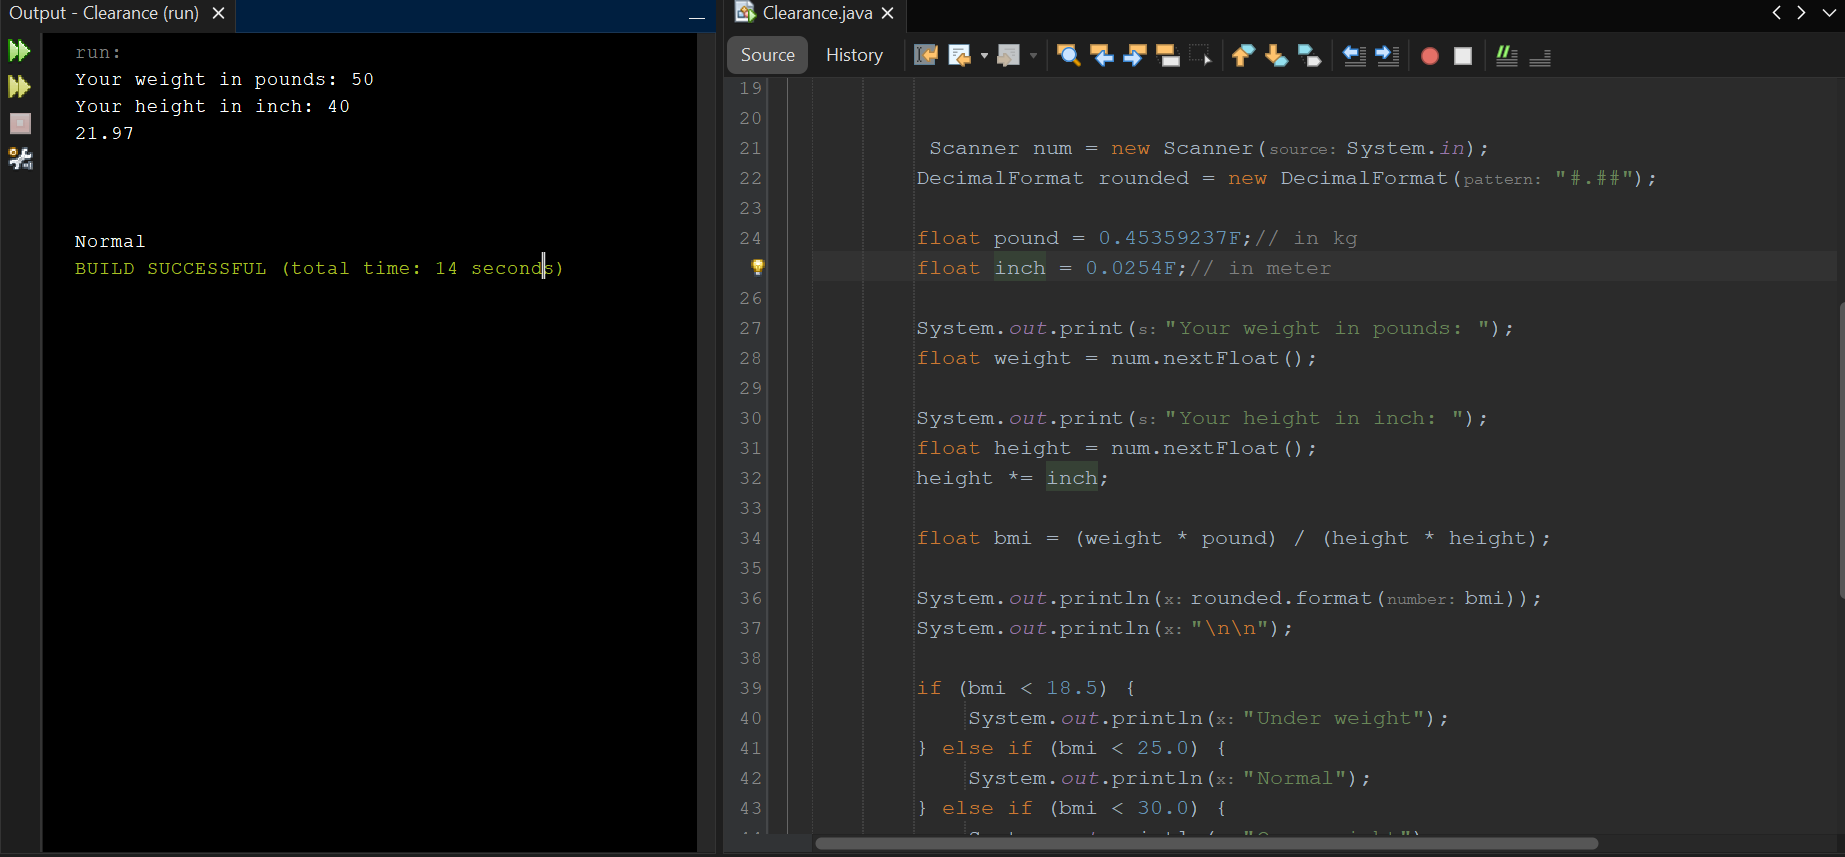 Output - Clearance (run)
run:
Your weight in pounds: 50
Your height in inch: 40
21.97
Normal
BUILD SUCCESSFUL (total time: 14 seconds)
Clearance.java
Source History
19
20
21 Scanner num = new Scanner(source: System.in);
22 DecimalFormat rounded = new DecimalFormat(pattern: "#.##");
23
24 float pound = 0.45359237F;// in kg
float inch = 0.0254F;// in meter
26
27 System.out.print(s: "Your weight in pounds: ");
28 float weight = num.nextFloat();
29
30 System.out.print(s: "Your height in inch: ");
31 float height = num.nextFloat();
32 height *= inch;
33
34 float bmi = (weight * pound) / (height * height);
35
36 System.out.println(x: rounded.format(number: bmi));
37 System.out.println(x: "\n\n");
38
39 if (bmi < 18.5) {
40 System.out.println(x: "Under weight");
41 } else if (bmi < 25.0) {
42 System.out.println(x: "Normal");
43 } else if (bmi < 30.0) {